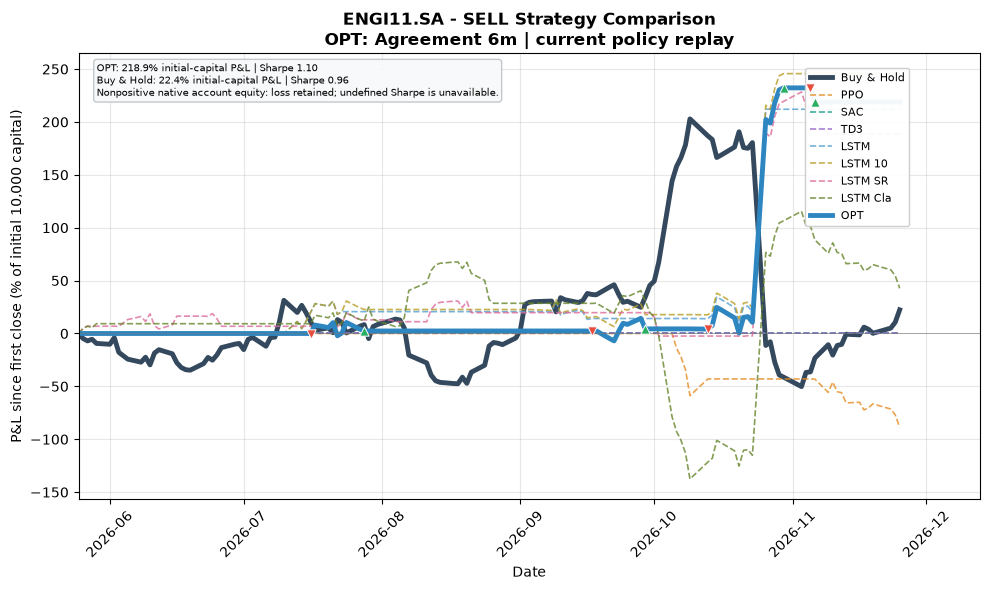 ENGI11.SA - SELL Strategy Comparison
OPT: Agreement 6m | current policy replay
OPT: 218.9% initial-capital P&L | Sharpe 1.10
Buy & Hold: 22.4% initial-capital P&L | Sharpe 0.96
Nonpositive native account equity: loss retained; undefined Sharpe is unavailable.
Buy & Hold
PPO
SAC
TD3
LSTM
LSTM 10
LSTM SR
LSTM Cla
OPT
P&L since first close (% of initial 10,000 capital)
250
200
150
100
50
0
−50
−100
−150
2026-06
2026-07
2026-08
2026-09
2026-10
2026-11
2026-12
Date